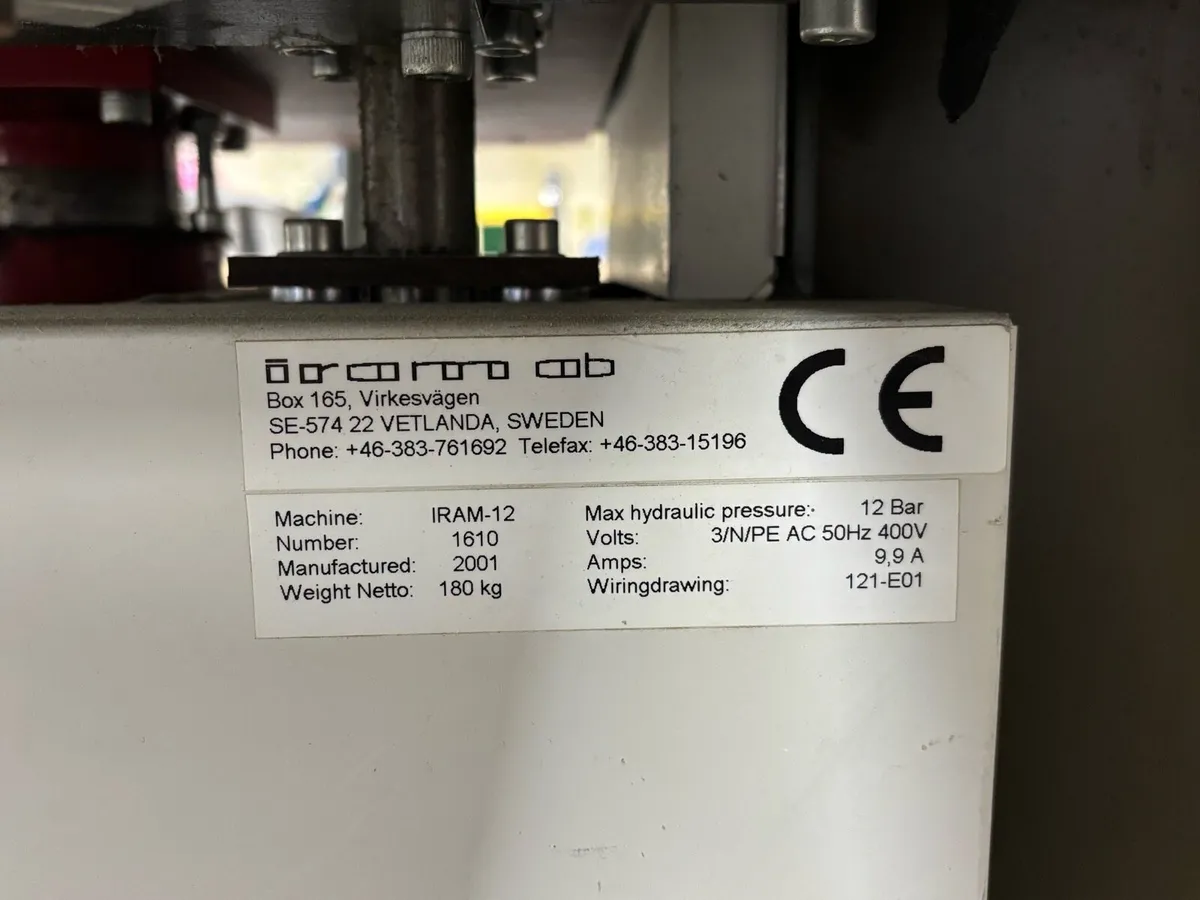 iram ab
Box 165, Virkesvägen
SE-574 22 VETLANDA, SWEDEN
Phone: +46-383-761692 Telefax: +46-383-15196
CE
Machine: IRAM-12
Number: 1610
Manufactured: 2001
Weight Netto: 180 kg
Max hydraulic pressure: 12 Bar
Volts: 3/N/PE AC 50Hz 400V
Amps: 9,9 A
Wiringdrawing: 121-E01